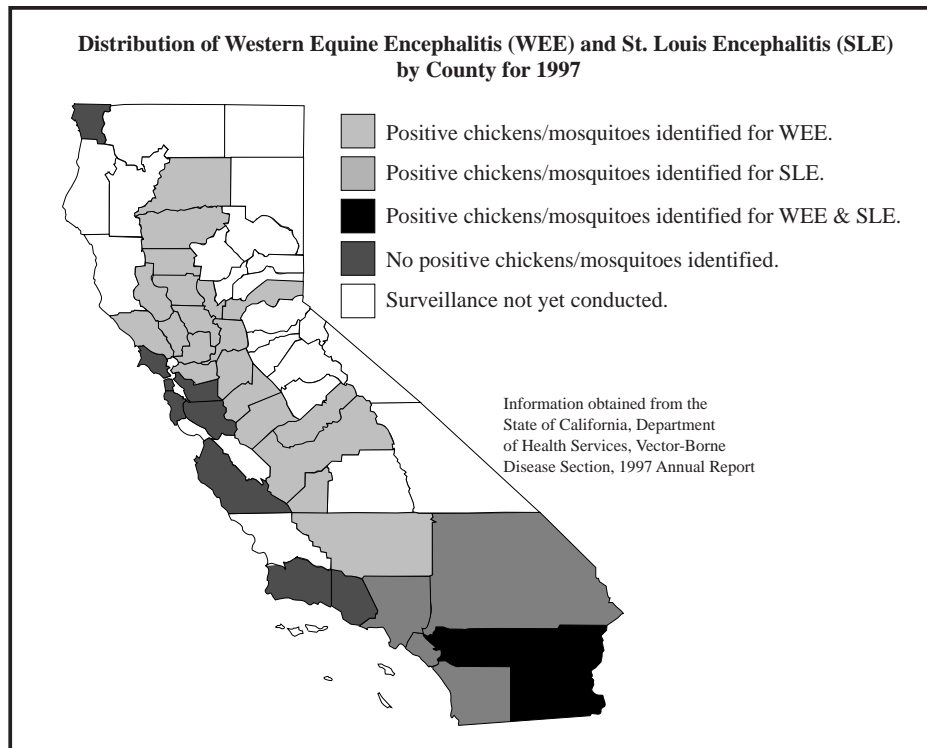 Distribution of Western Equine Encephalitis (WEE) and St. Louis Encephalitis (SLE)
by County for 1997
Positive chickens/mosquitoes identified for WEE.
Positive chickens/mosquitoes identified for SLE.
Positive chickens/mosquitoes identified for WEE & SLE.
No positive chickens/mosquitoes identified.
Surveillance not yet conducted.
Information obtained from the
State of California, Department
of Health Services, Vector-Borne
Disease Section, 1997 Annual Report